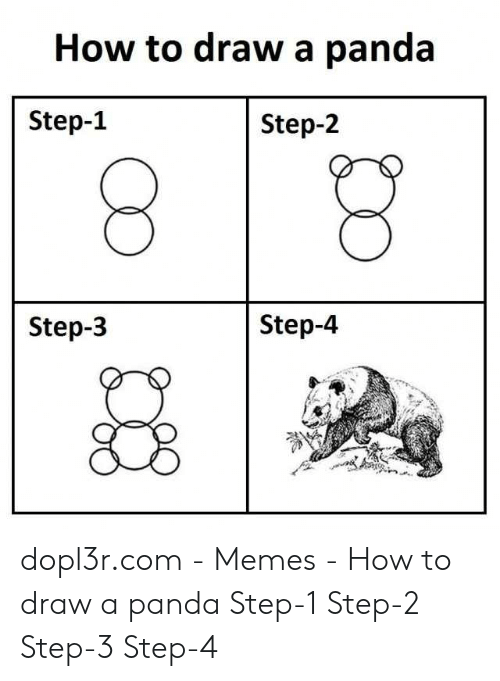 How to draw a panda
Step-1
Step-2
Step-3
Step-4
dopl3r.com - Memes - How to
draw a panda Step-1 Step-2
Step-3 Step-4